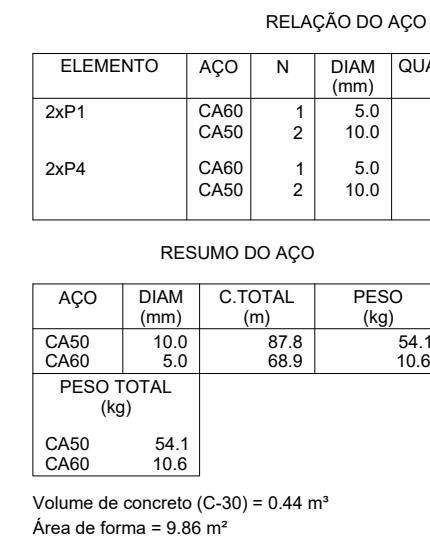 RELAÇÃO DO AÇO
ELEMENTO AÇO N DIAM
(mm)
2xP1 CA60 1 5.0
CA50 2 10.0
2xP4 CA60 1 5.0
CA50 2 10.0
RESUMO DO AÇO
AÇO DIAM C.TOTAL PESO
(mm) (m) (kg)
CA50 10.0 87.8 54.1
CA60 5.0 68.9 10.6
PESO TOTAL
(kg)
CA50 54.1
CA60 10.6
Volume de concreto (C-30) = 0.44 m³
Área de forma = 9.86 m²